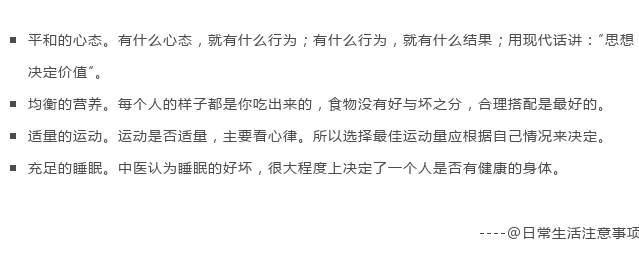 ▪ 平和的心态。有什么心态，就有什么行为；有什么行为，就有什么结果；用现代话讲："思想
决定价值"。
▪ 均衡的营养。每个人的样子都是你吃出来的，食物没有好与坏之分，合理搭配是最好的。
▪ 适量的运动。运动是否适量，主要看心律。所以选择最佳运动量应根据自己情况来决定。
▪ 充足的睡眠。中医认为睡眠的好坏，很大程度上决定了一个人是否有健康的身体。
----@日常生活注意事项